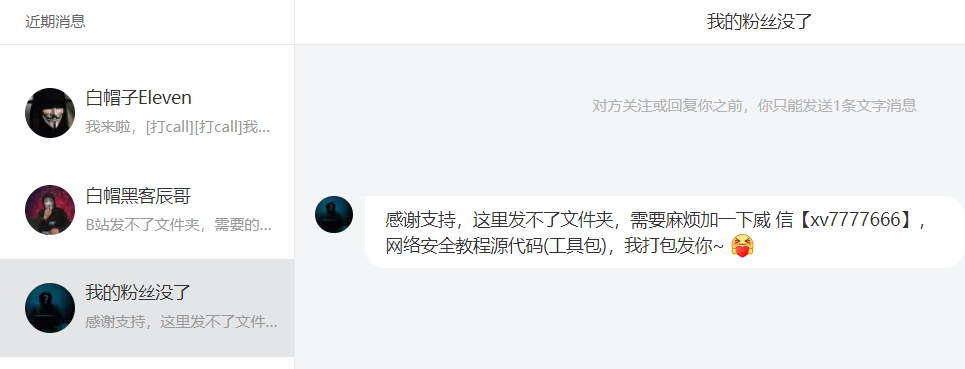 近期消息
我的粉丝没了
白帽子Eleven
我来啦，[打call][打call]我...
对方关注或回复你之前，你只能发送1条文字消息
白帽黑客辰哥
B站发不了文件夹，需要的...
感谢支持，这里发不了文件夹，需要麻烦加一下威 信【xv7777666】，
网络安全教程源代码(工具包)，我打包发你~
我的粉丝没了
感谢支持，这里发不了文件...